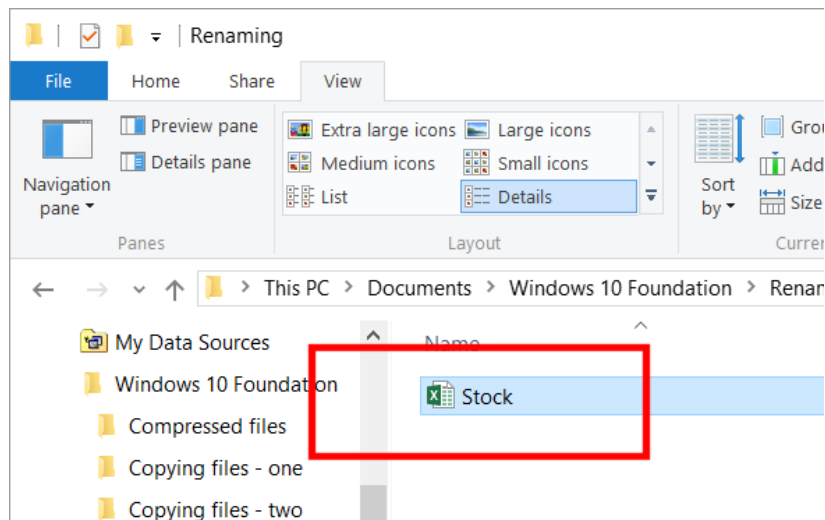 Renaming
File Home Share View
Preview pane
Details pane
Navigation
pane
Panes
Extra large icons Large icons
Medium icons Small icons
List Details
Layout
Sort
by
Add
Size
This PC > Documents > Windows 10 Foundation >
My Data Sources
Windows 10 Foundation
Compressed files
Copying files - one
Copying files - two
Name
Stock